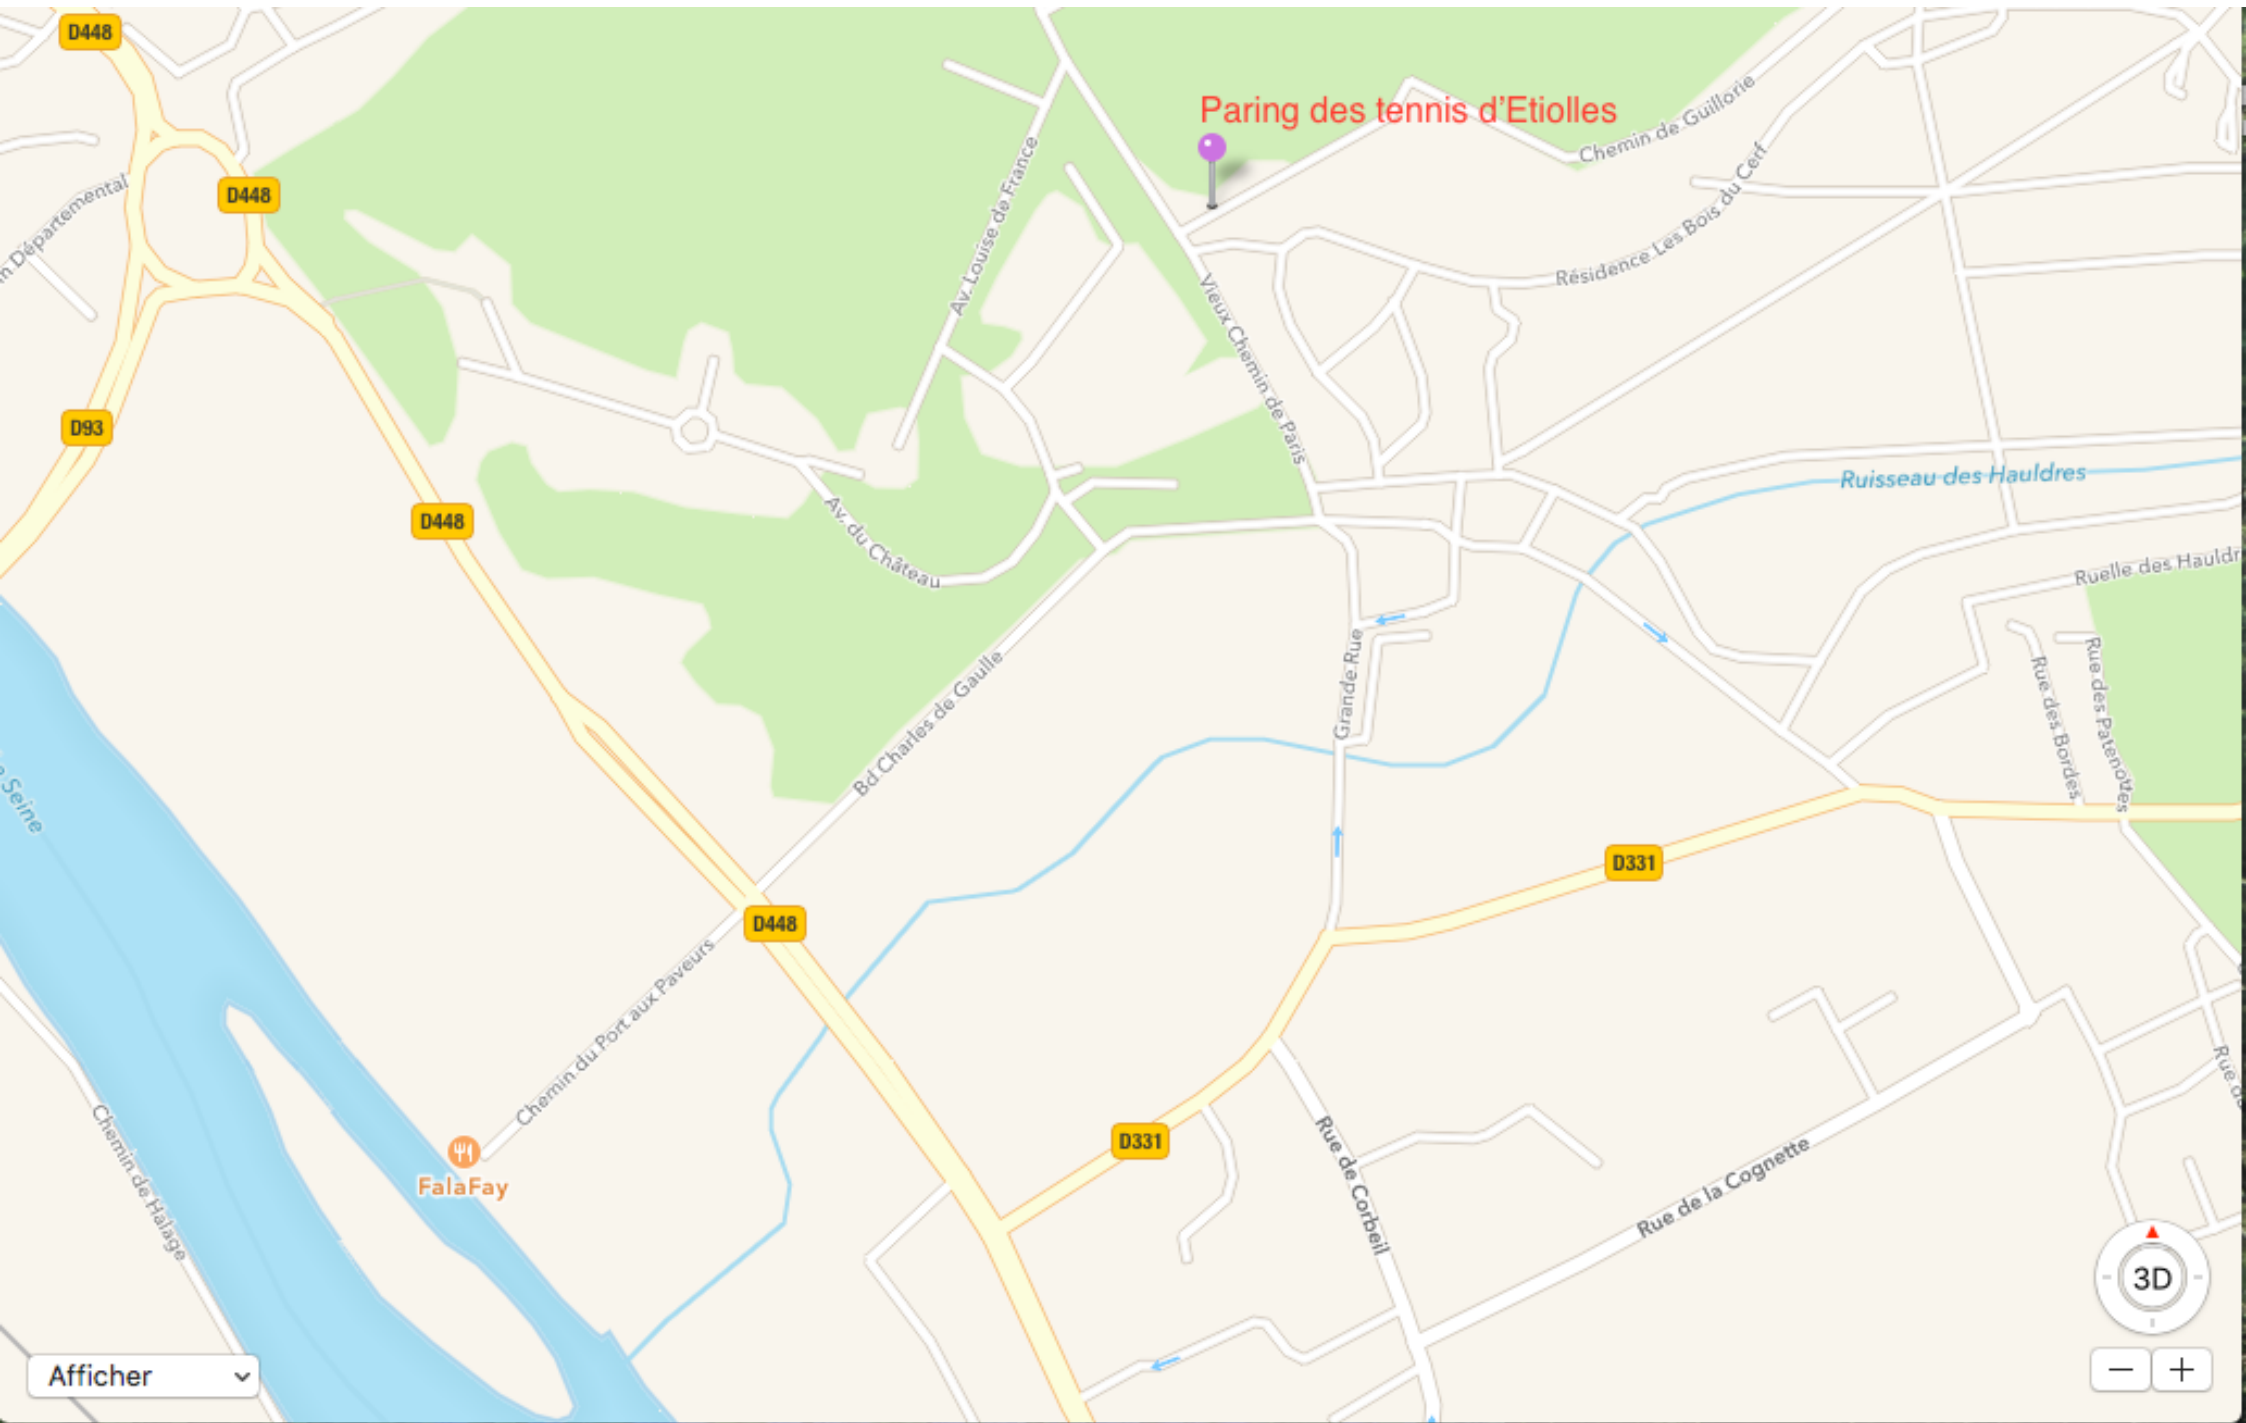 D448
Paring des tennis d'Etiolles
Chemin de Guillorie
D448
n Départemental
Av. Louise de France
Résidence Les Bois du Cerf
Vieux Chemin de Paris
D93
Ruisseau des Hauldres
D448
Av. du Château
Ruelle des Hauldr
Grande Rue
Bd Charles de Gaulle
Rue des Bordes
Rue des Patenôtes
Seine
D331
D448
Chemin du Port aux Paveurs
Rue d
D331
Rue de Corbeil
Rue de la Cognette
Chemin de Halage
FalaFay
3D
Afficher
− +